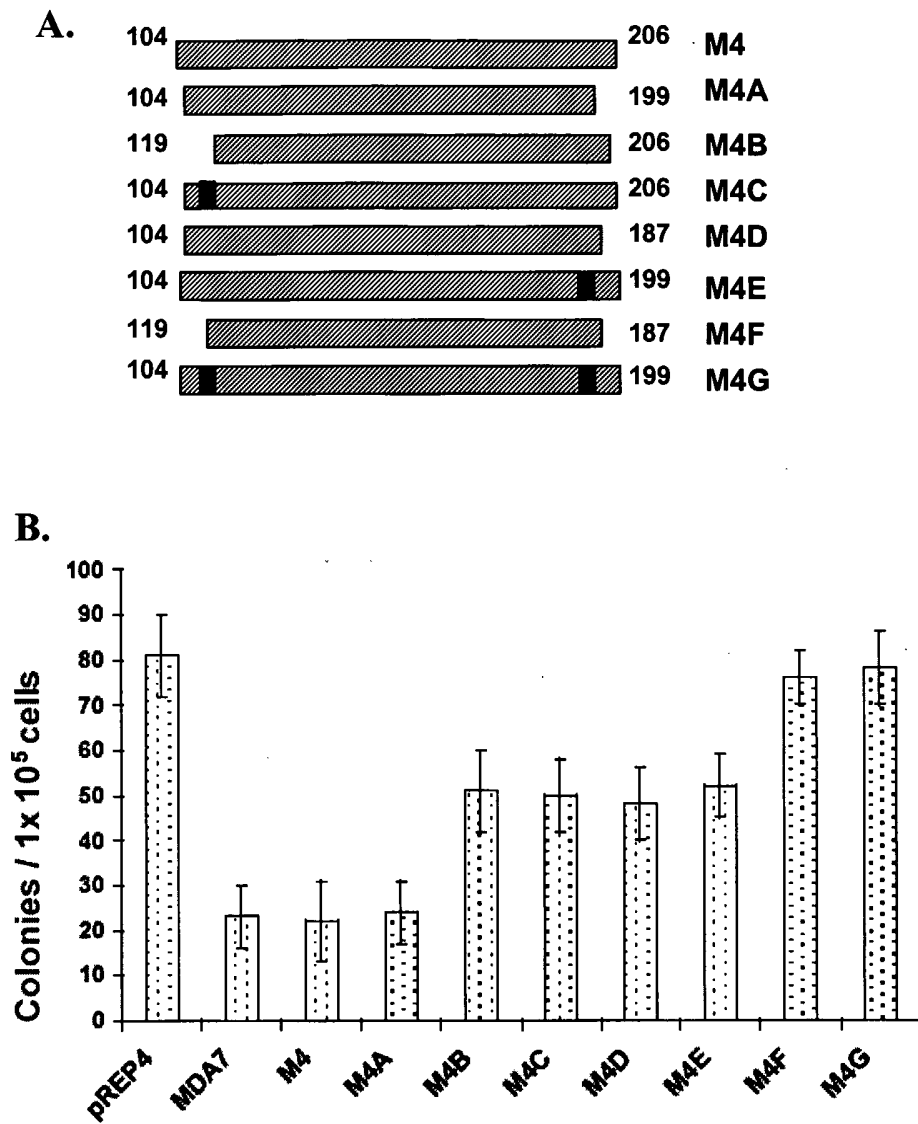 A.
104 206 M4
104 199 M4A
119 206 M4B
104 206 M4C
104 187 M4D
104 199 M4E
119 187 M4F
104 199 M4G
B.
Colonies / 1x 10⁵ cells
100
90
80
70
60
50
40
30
20
10
0
pREP4 MDA7 M4 M4A M4B M4C M4D M4E M4F M4G